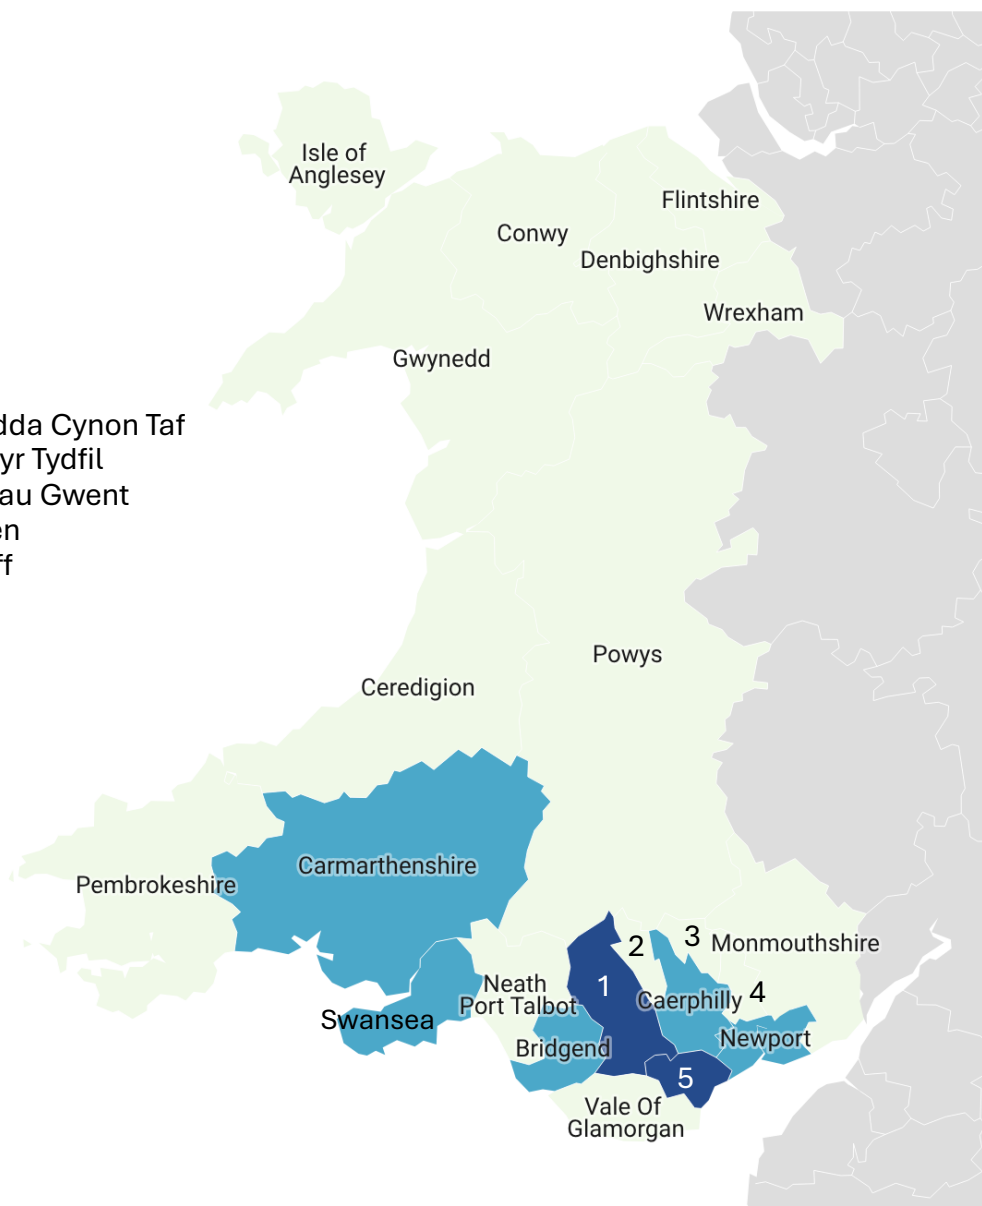 Isle of
Anglesey
Flintshire
Conwy
Denbighshire
Wrexham
Gwynedd
dda Cynon Taf
yr Tydfil
au Gwent
en
ff
Powys
Ceredigion
Carmarthenshire
Pembrokeshire
3
2
Monmouthshire
Neath
Port Talbot
1
Caerphilly
4
Swansea
Newport
Bridgend
5
Vale Of
Glamorgan